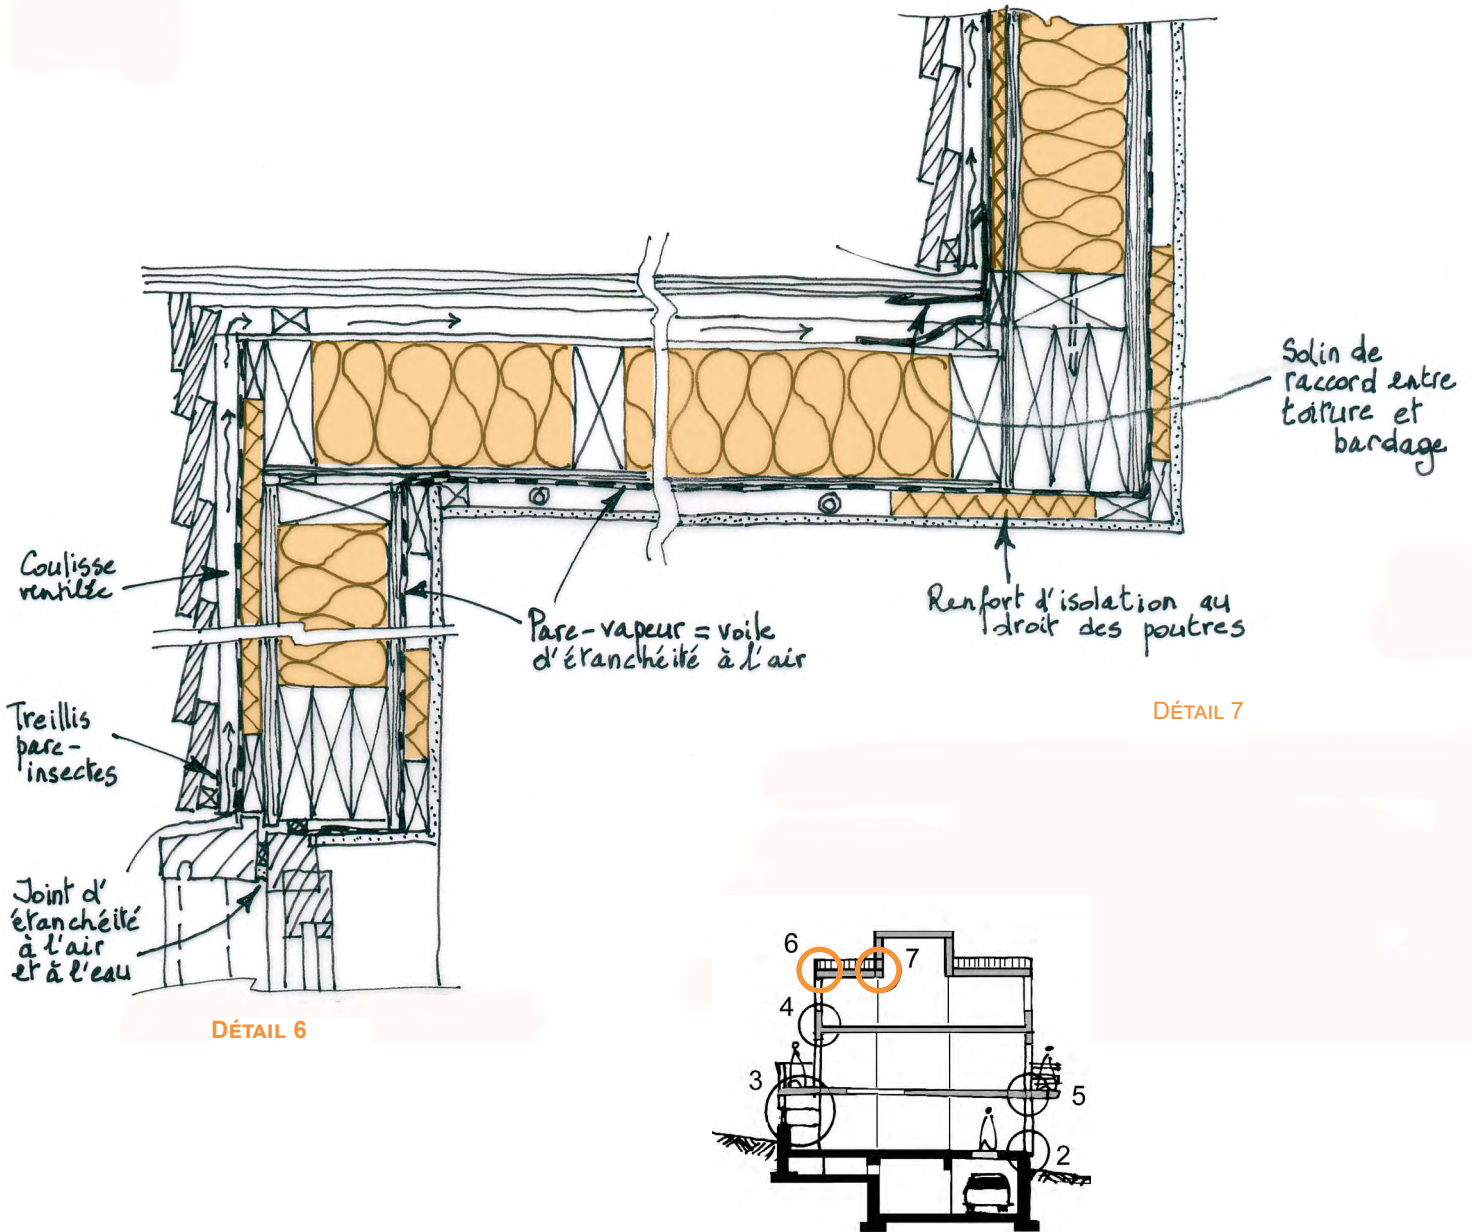 Solin de
raccord entre
toiture et
bardage
Coulisse
ventilée
Pare-vapeur = voile
d'étanchéité à l'air
Renfort d'isolation au
droit des poutres
DÉTAIL 7
Treillis
pare-
insectes
Joint d'
étanchéité
à l'air
et à l'eau
DÉTAIL 6
6
7
4
3
5
2